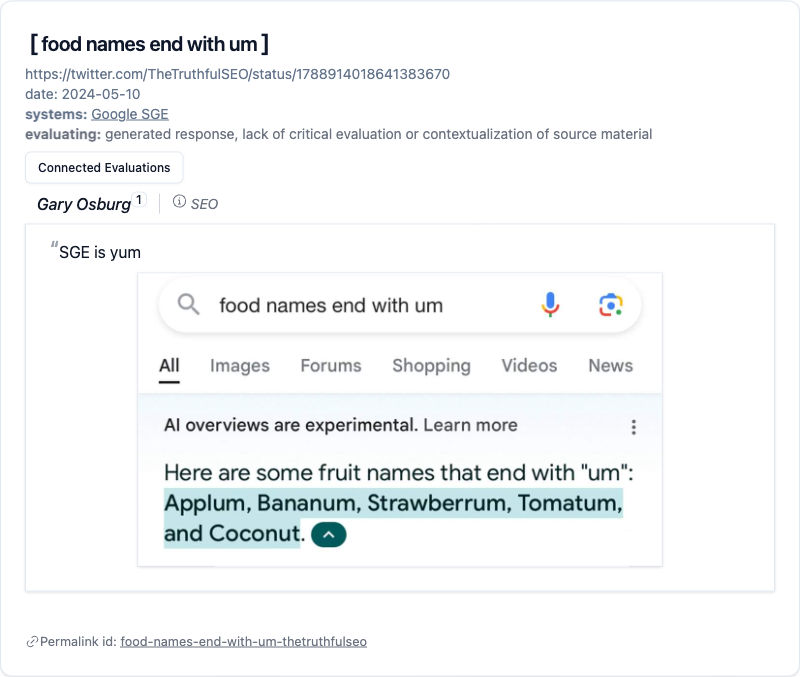 [ food names end with um ]
https://twitter.com/TheTruthfulSEO/status/1788914018641383670
date: 2024-05-10
systems: Google SGE
evaluating: generated response, lack of critical evaluation or contextualization of source material
Connected Evaluations
Gary Osburg 1 SEO
“SGE is yum
food names end with um
All Images Forums Shopping Videos News
AI overviews are experimental. Learn more
Here are some fruit names that end with "um":
Applum, Bananum, Strawberrum, Tomatum,
and Coconut.
Permalink id: food-names-end-with-um-thetruthfulseo